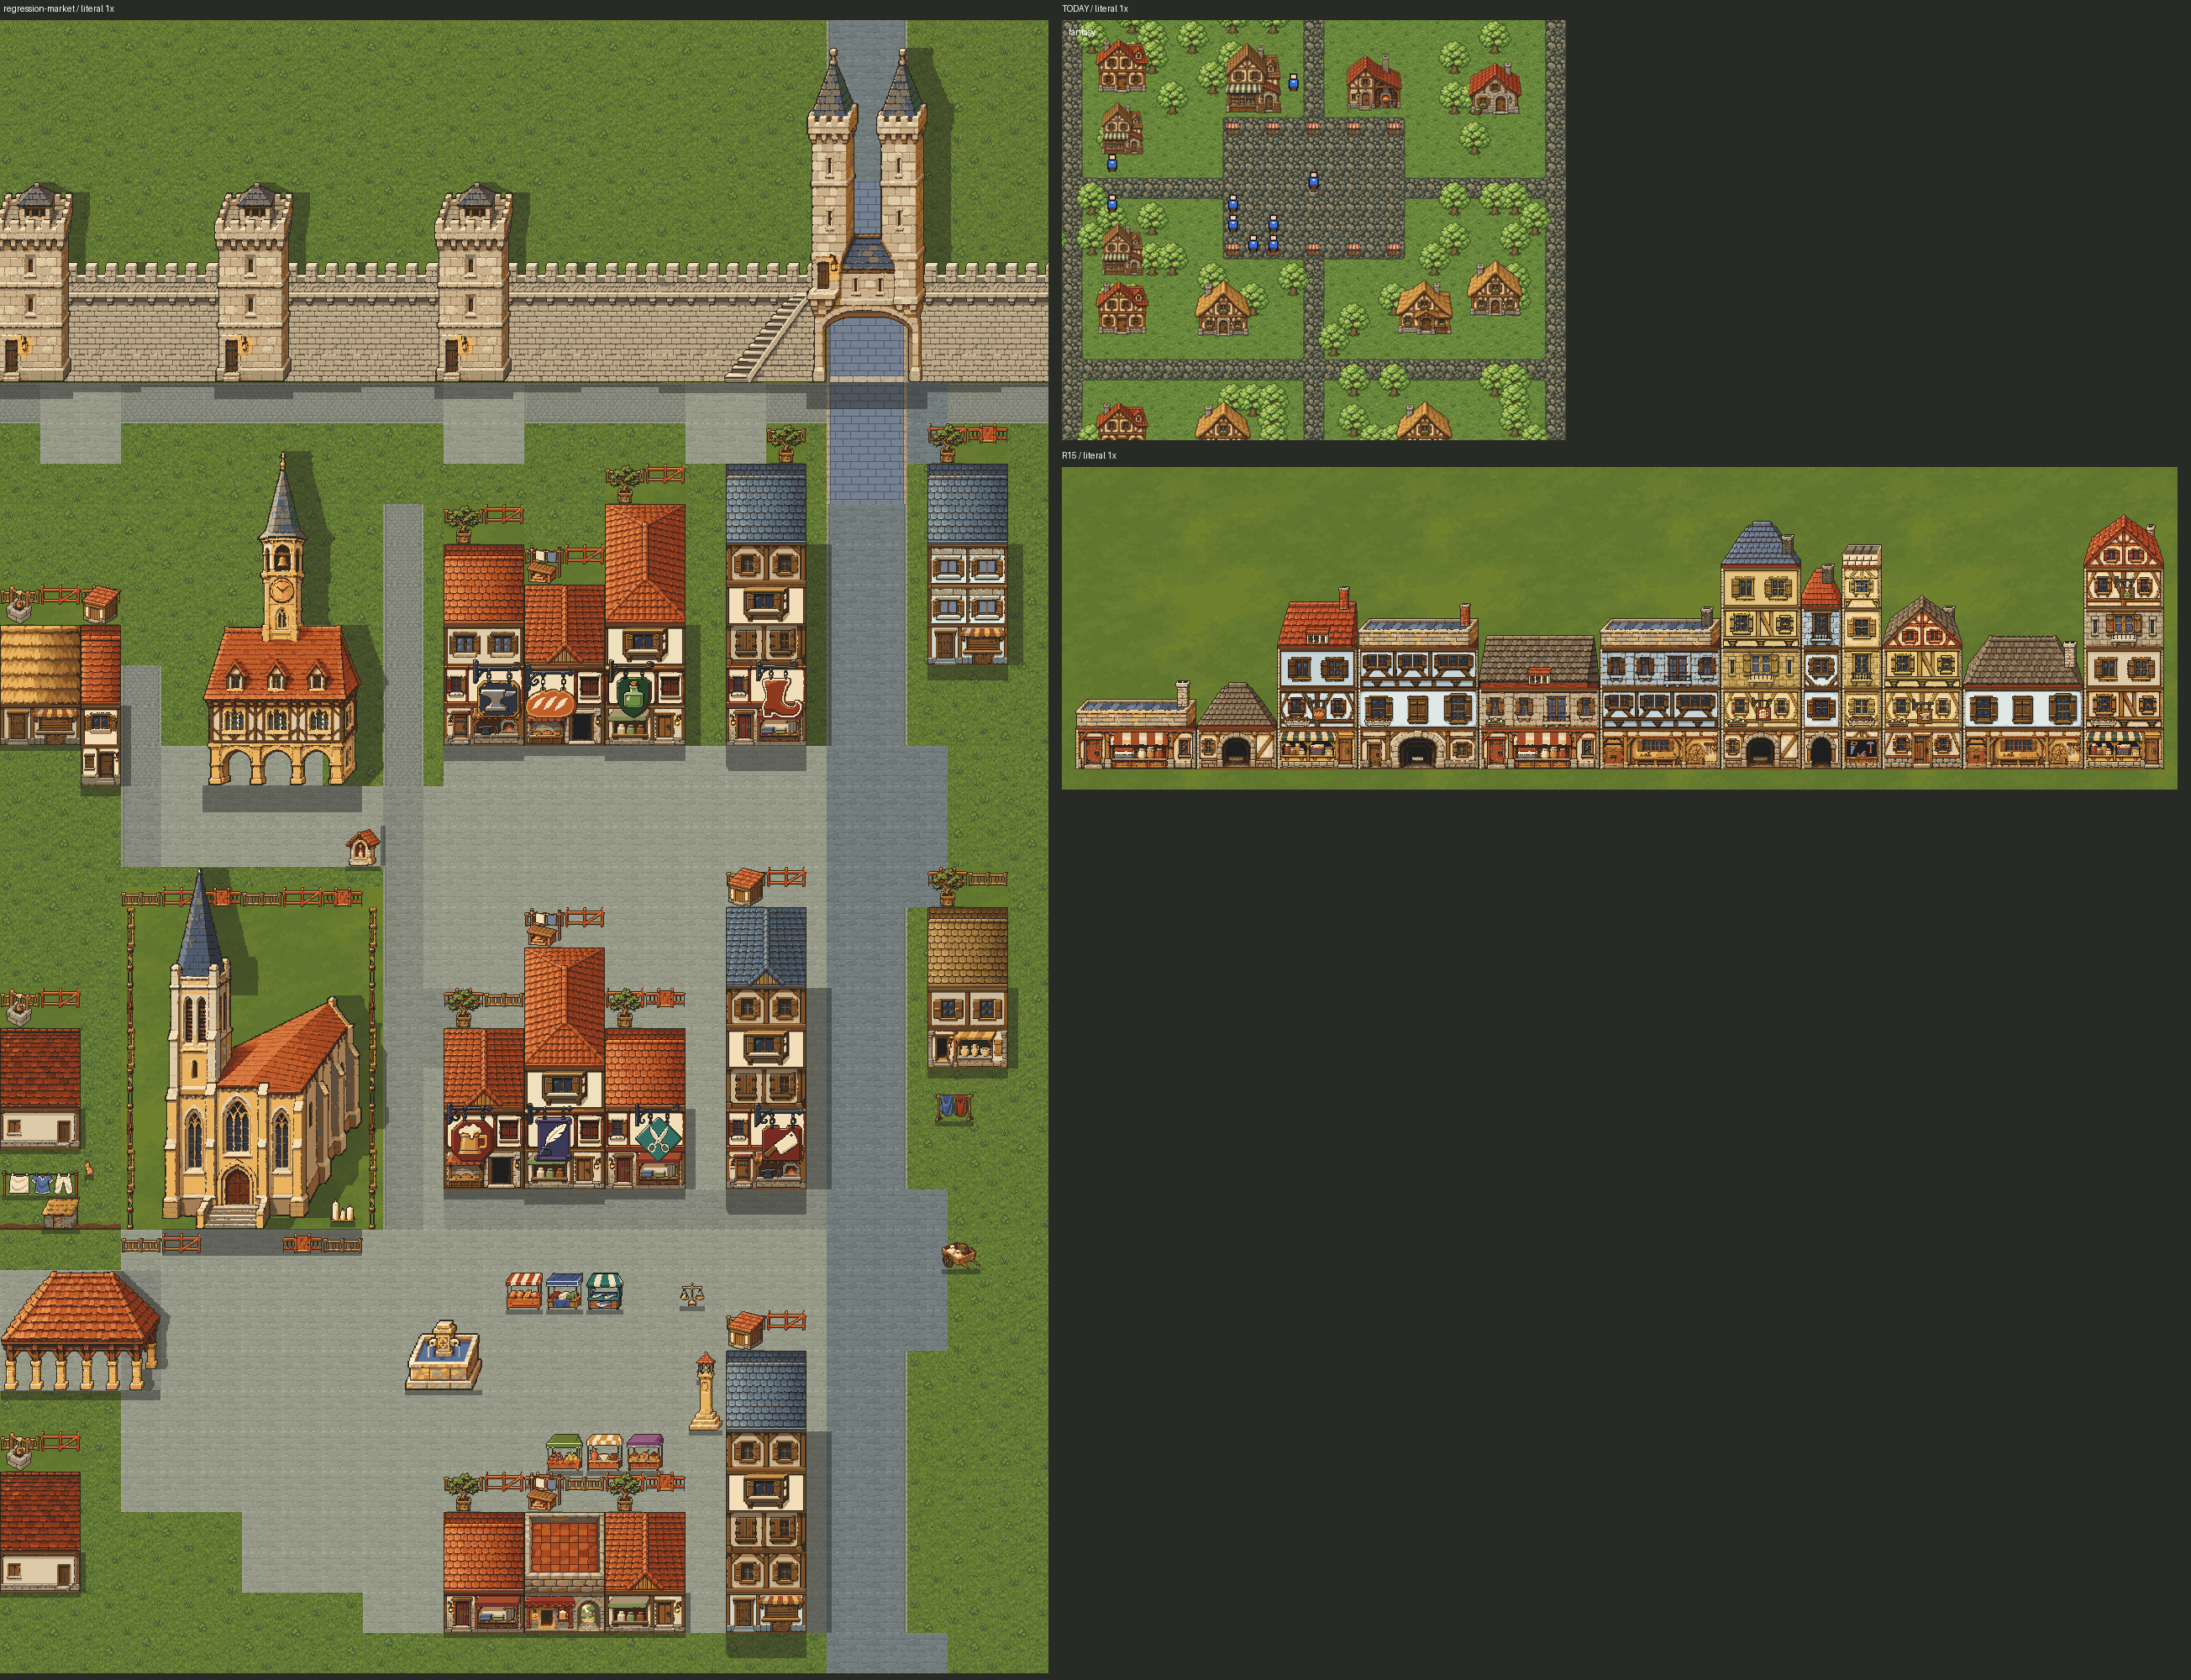 regression-market / literal 1x
TODAY / literal 1x
fantasy
R15 / literal 1x